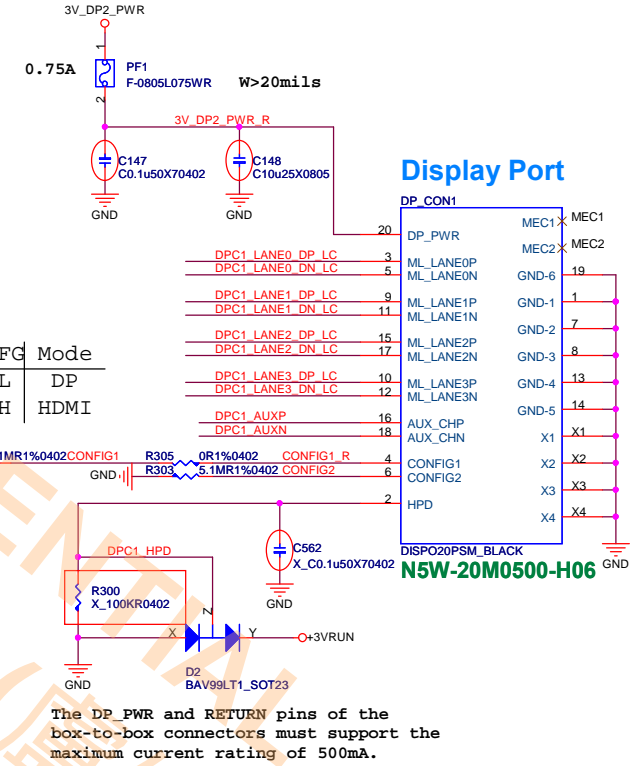 3V_DP2_PWR
1
0.75A
PF1
F-0805L075WR
W>20mils
2
3V_DP2_PWR_R
C147
C0.1u50X70402
C148
C10u25X0805
GND
GND
Display Port
DP_CON1
MEC1 MEC1
MEC2 MEC2
20 DP_PWR
GND-6 19
DPC1_LANE0_DP_LC 3 ML_LANE0P
DPC1_LANE0_DN_LC 5 ML_LANE0N
GND-1 1
DPC1_LANE1_DP_LC 9 ML_LANE1P
DPC1_LANE1_DN_LC 11 ML_LANE1N
GND-2 7
DPC1_LANE2_DP_LC 15 ML_LANE2P
DPC1_LANE2_DN_LC 17 ML_LANE2N
GND-3 8
DPC1_LANE3_DP_LC 10 ML_LANE3P
DPC1_LANE3_DN_LC 12 ML_LANE3N
GND-4 13
GND-5 14
DPC1_AUXP 16 AUX_CHP
DPC1_AUXN 18 AUX_CHN
X1 X1
X2 X2
X3 X3
X4 X4
FG Mode
L DP
H HDMI
1MR1%0402 CONFIG1 R305 0R1%0402 CONFIG1_R 4 CONFIG1
GND R303 5.1MR1%0402 CONFIG2 6 CONFIG2
2 HPD
DPC1_HPD
C562
X_C0.1u50X70402
GND
DISPO20PSM_BLACK
N5W-20M0500-H06
GND
R300
X_100KR0402
X Z Y +3VRUN
GND
D2
BAV99LT1_SOT23
The DP_PWR and RETURN pins of the
box-to-box connectors must support the
maximum current rating of 500mA.
ENTIAL